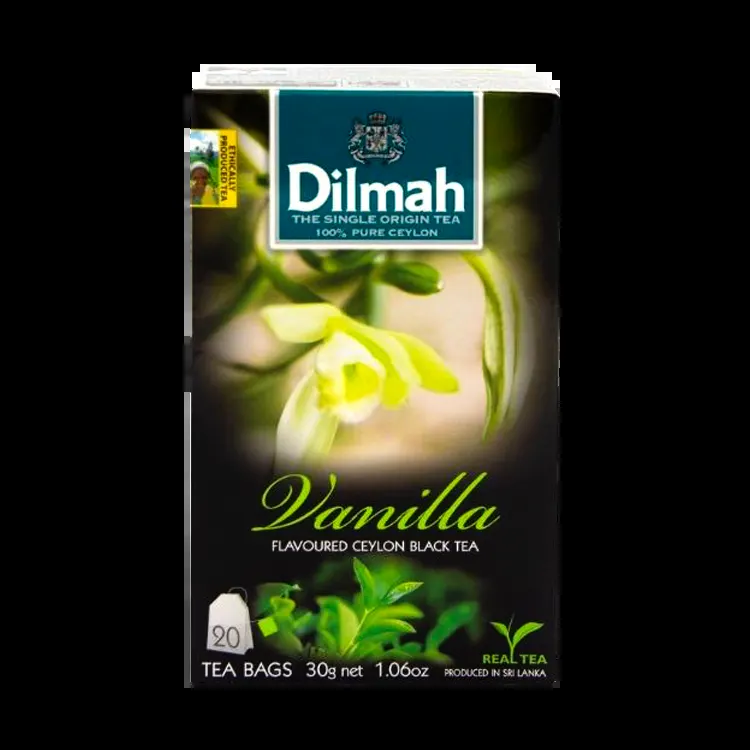 ETHICALLY
PRODUCED TEA
Dilmah
THE SINGLE ORIGIN TEA
100% PURE CEYLON
Vanilla
FLAVOURED CEYLON BLACK TEA
20
TEA BAGS 30g net 1.06oz
REAL TEA
PRODUCED IN SRI LANKA